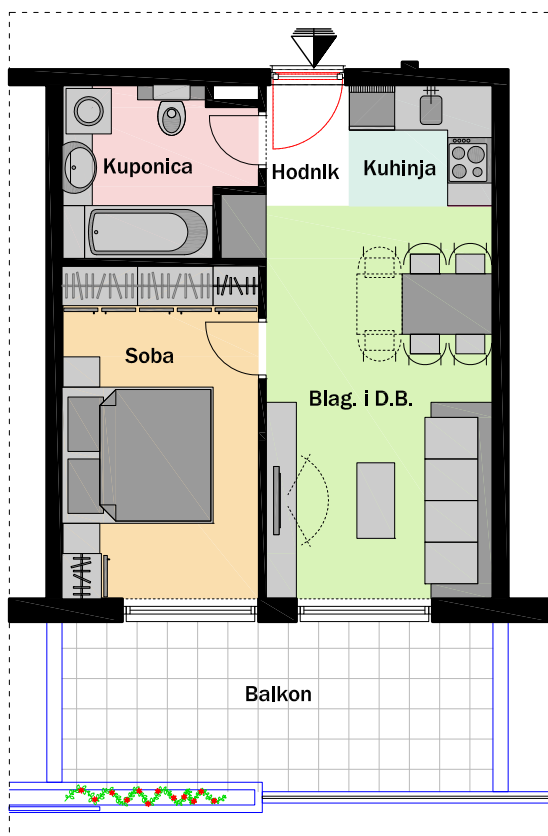 Kuponica
Hodnik
Kuhinja
Soba
Blag. i D.B.
Balkon